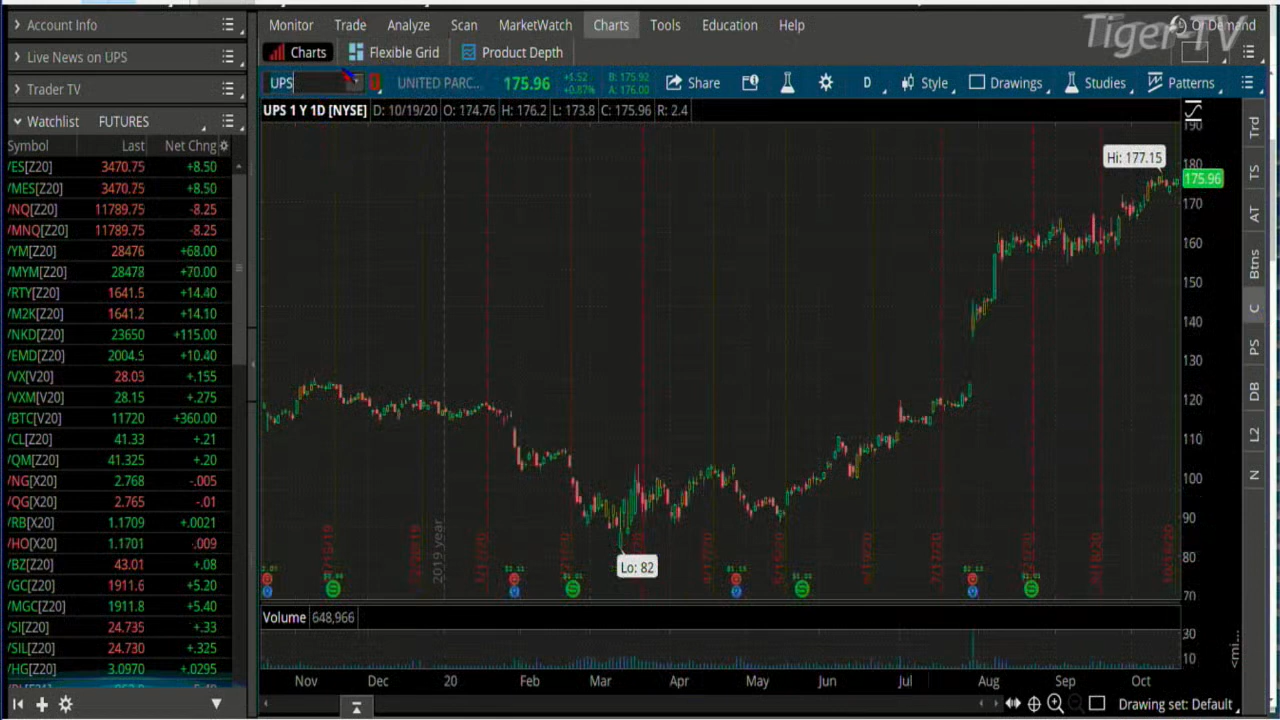 Account Info
Monitor Trade Analyze Scan MarketWatch Charts Tools Education Help
Tiger-TV
OnDemand
Live News on UPS
Charts Flexible Grid Product Depth
Trader TV
UPS UNITED PARC... 175.96 +1.52 +0.87% B: 175.92 A: 176.00 Share D Style Drawings Studies Patterns
Watchlist FUTURES
UPS 1 Y 1D [NYSE] D: 10/19/20 O: 174.76 H: 176.2 L: 173.8 C: 175.96 R: 2.4
Symbol Last Net Chng
/ES[Z20] 3470.75 +8.50
/MES[Z20] 3470.75 +8.50
/NQ[Z20] 11789.75 -8.25
/MNQ[Z20] 11789.75 -8.25
/YM[Z20] 28476 +68.00
/MYM[Z20] 28478 +70.00
/RTY[Z20] 1641.5 +14.40
/M2K[Z20] 1641.2 +14.10
/NKD[Z20] 23650 +115.00
/EMD[Z20] 2004.5 +10.40
/VX[V20] 28.03 +.155
/VXM[V20] 28.15 +.275
/BTC[V20] 11720 +360.00
/CL[Z20] 41.33 +.21
/QM[Z20] 41.325 +.20
/NG[X20] 2.768 -.005
/QG[X20] 2.765 -.01
/RB[X20] 1.1709 +.0021
/HO[X20] 1.1701 -.009
/BZ[Z20] 43.01 +.08
/GC[Z20] 1911.6 +5.20
/MGC[Z20] 1911.8 +5.40
/SI[Z20] 24.735 +.33
/SIL[Z20] 24.730 +.325
/HG[Z20] 3.0970 +.0295
Hi: 177.15
175.96
190
180
170
160
150
140
130
120
110
100
90
80
70
Lo: 82
2019 year
Volume 648,966
30
10
<mi...
Nov Dec 20 Feb Mar Apr May Jun Jul Aug Sep Oct
Drawing set: Default
Trd
TS
AT
Btns
C
PS
DB
L2
N